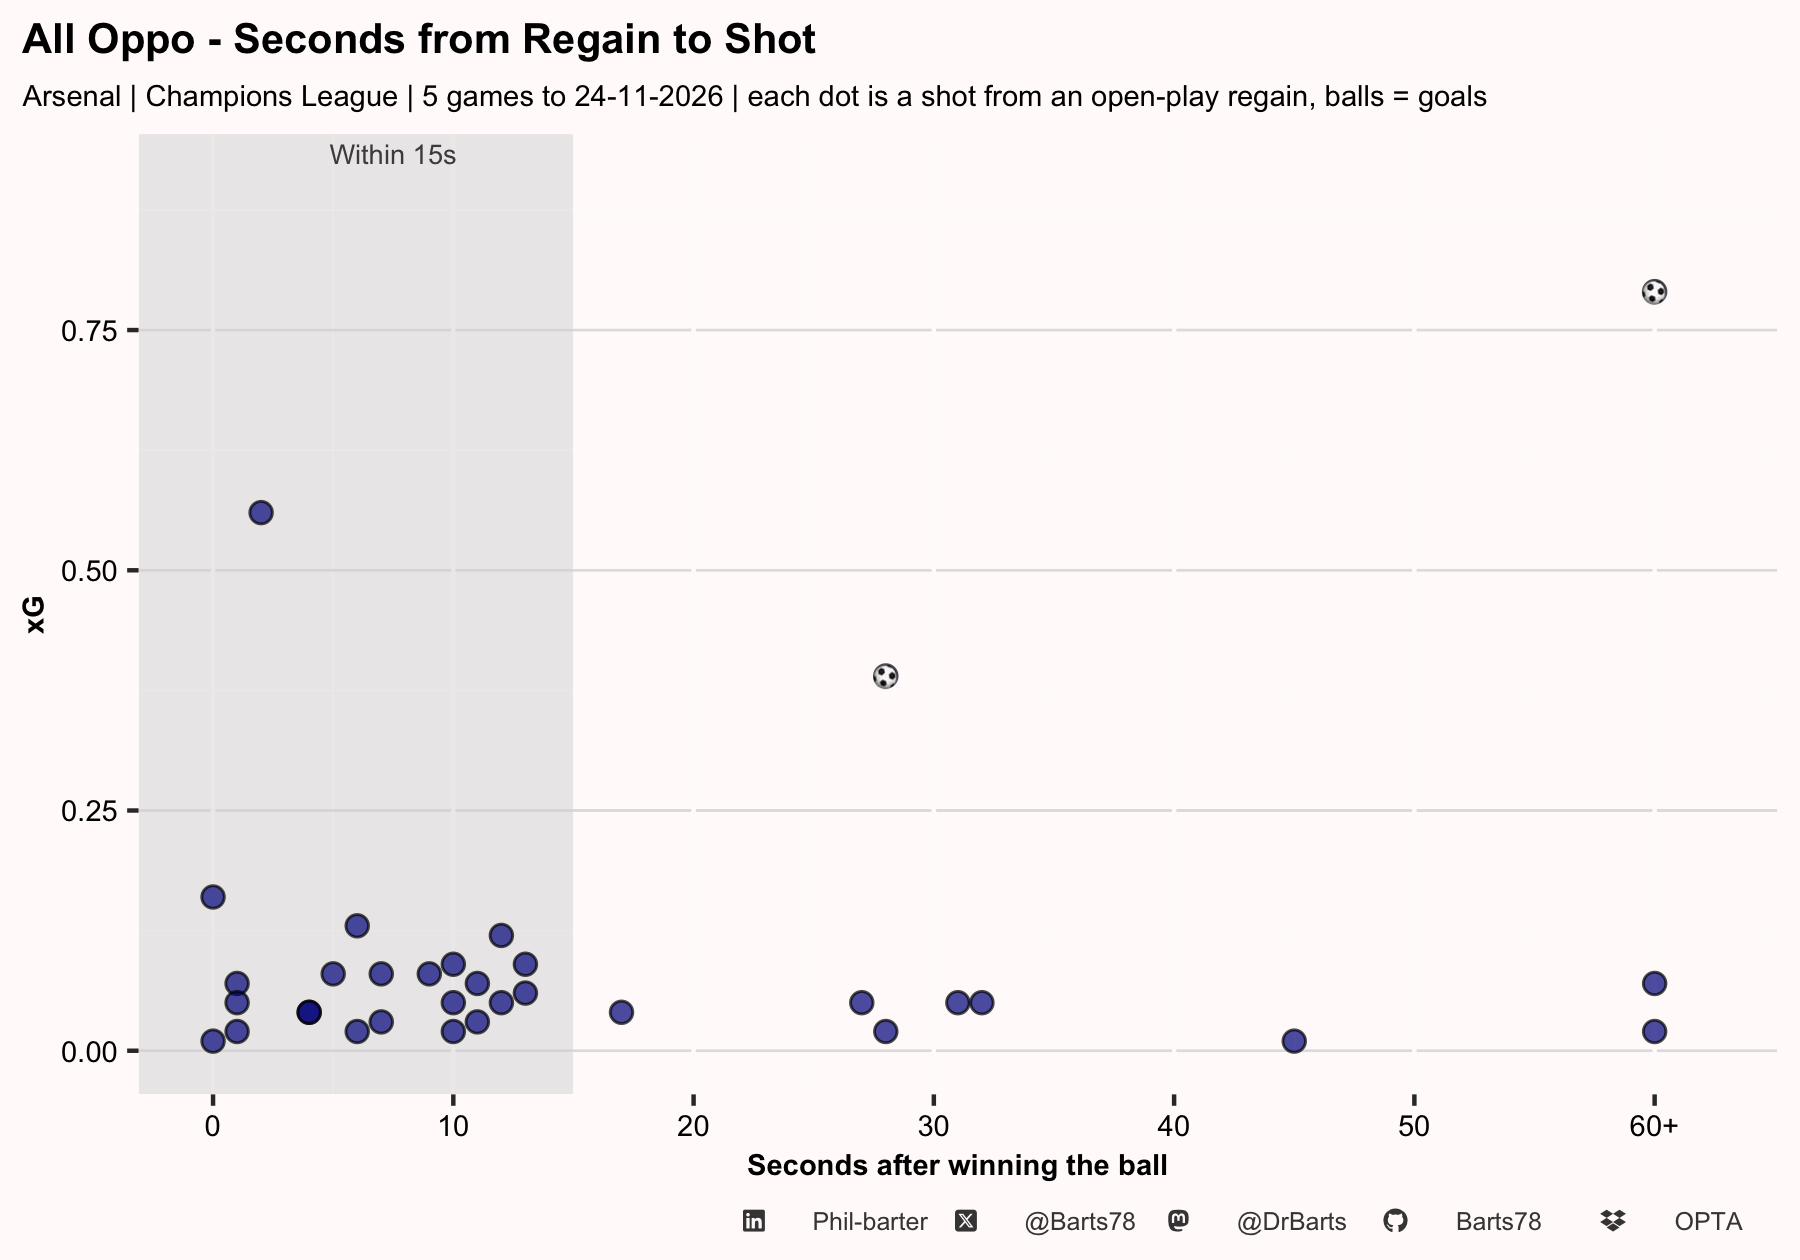 All Oppo - Seconds from Regain to Shot
Arsenal | Champions League | 5 games to 24-11-2026 | each dot is a shot from an open-play regain, balls = goals
Within 15s
0.75
0.50
0.25
0.00
xG
0 10 20 30 40 50 60+
Seconds after winning the ball
Phil-barter @Barts78 @DrBarts Barts78 OPTA